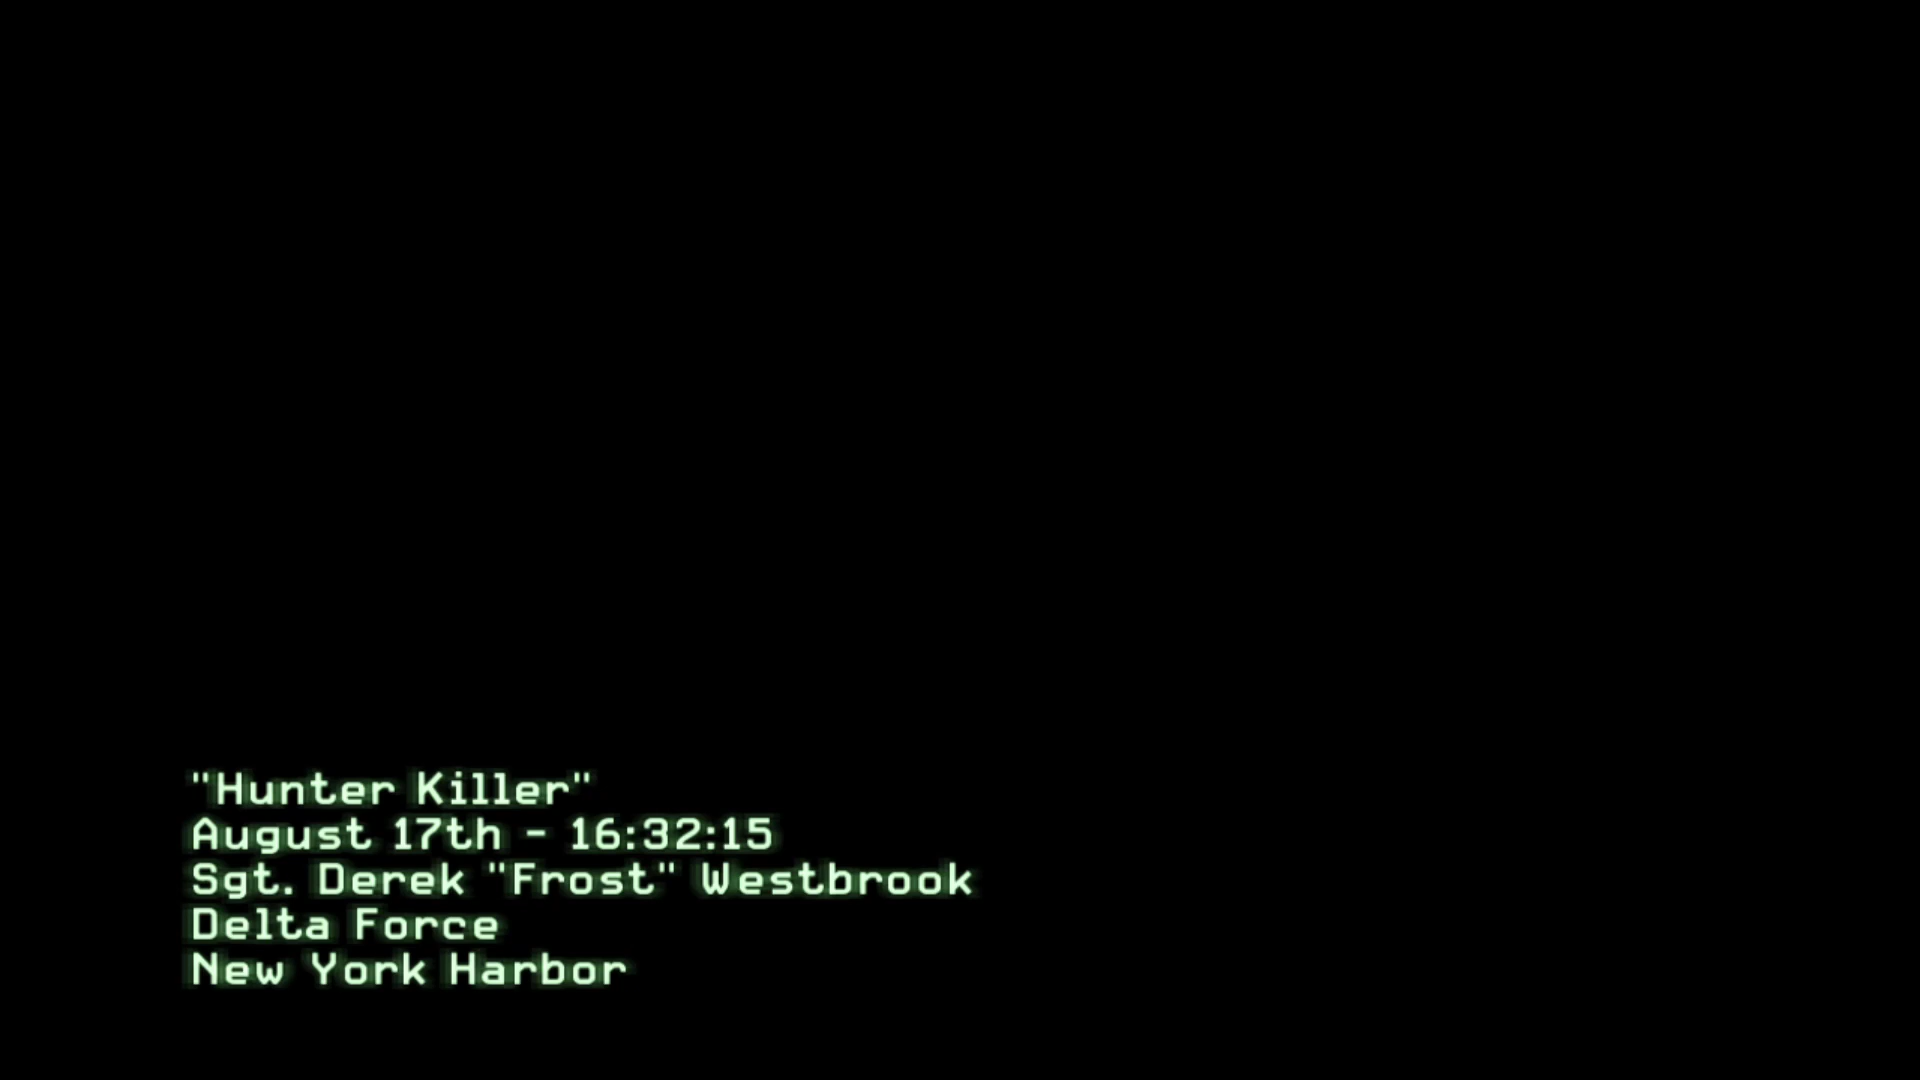 "Hunter Killer"
August 17th - 16:32:15
Sgt. Derek "Frost" Westbrook
Delta Force
New York Harbor